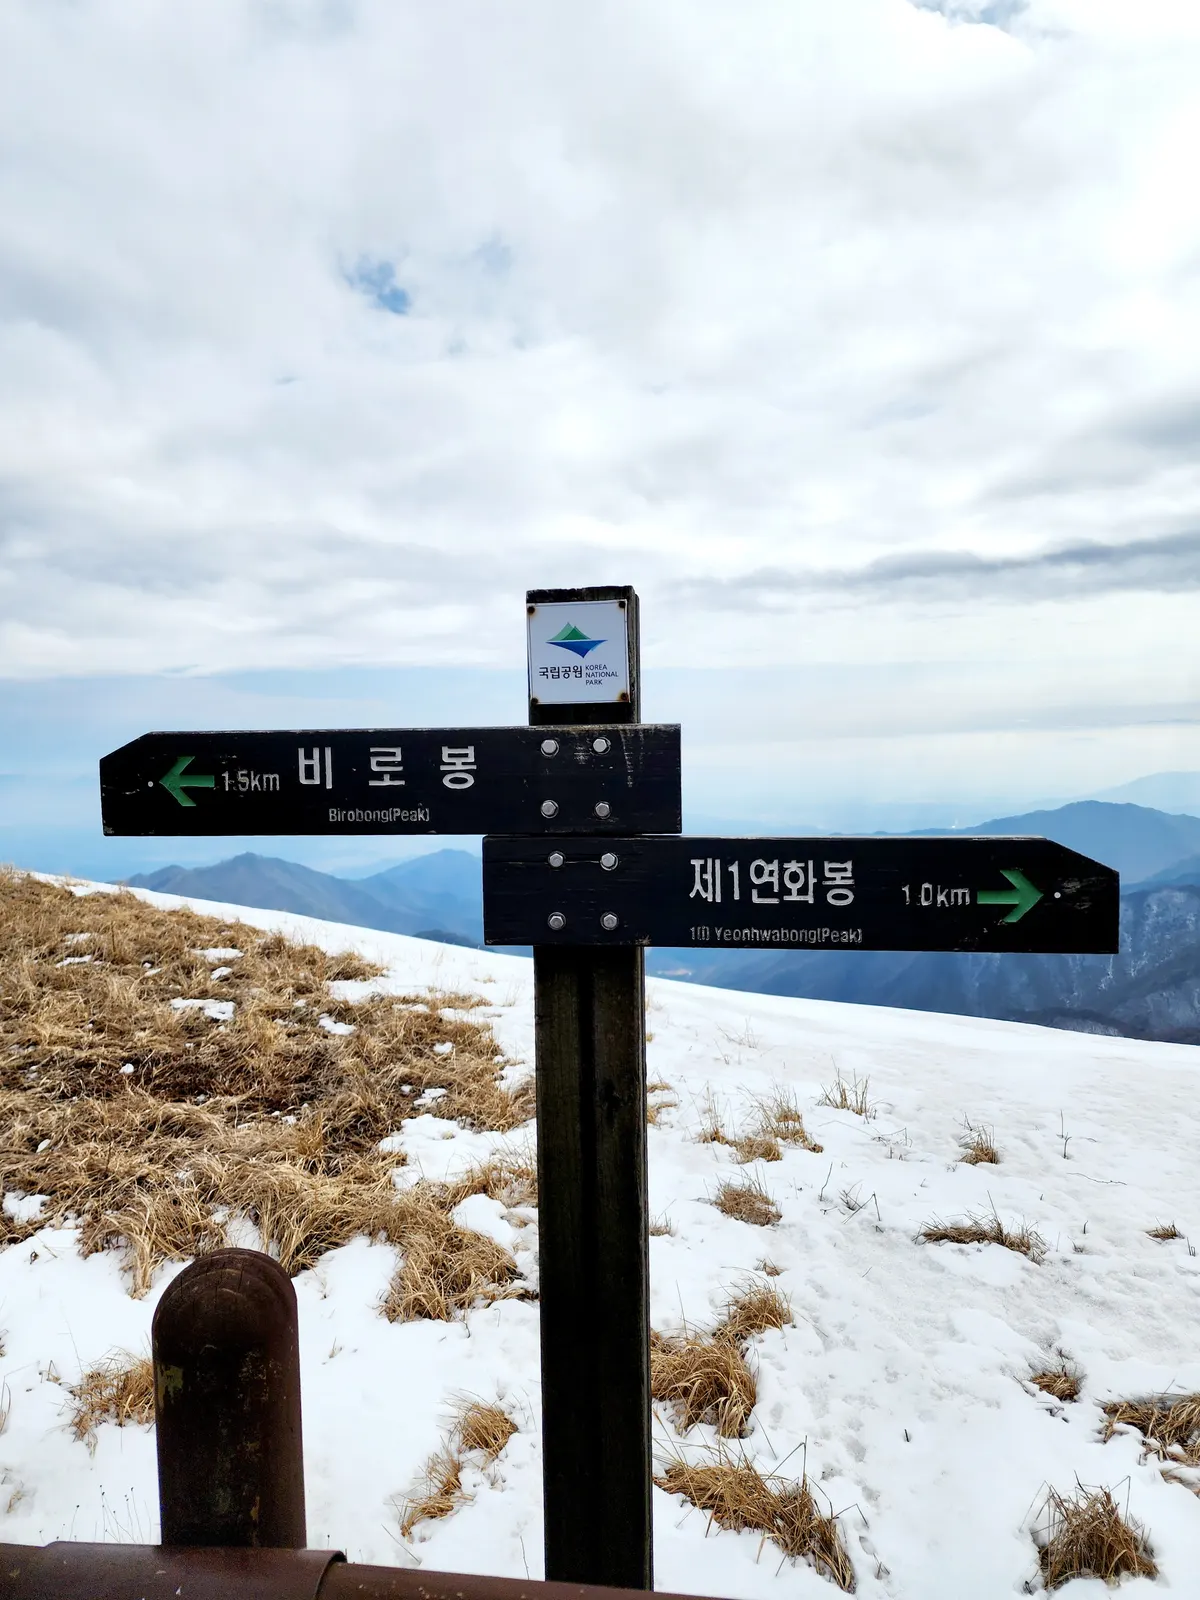 국립공원 KOREA
NATIONAL
PARK
1.5km 비 로 봉
Birobong(Peak)
제1연화봉 1.0km
1(I) Yeonhwabong(Peak)